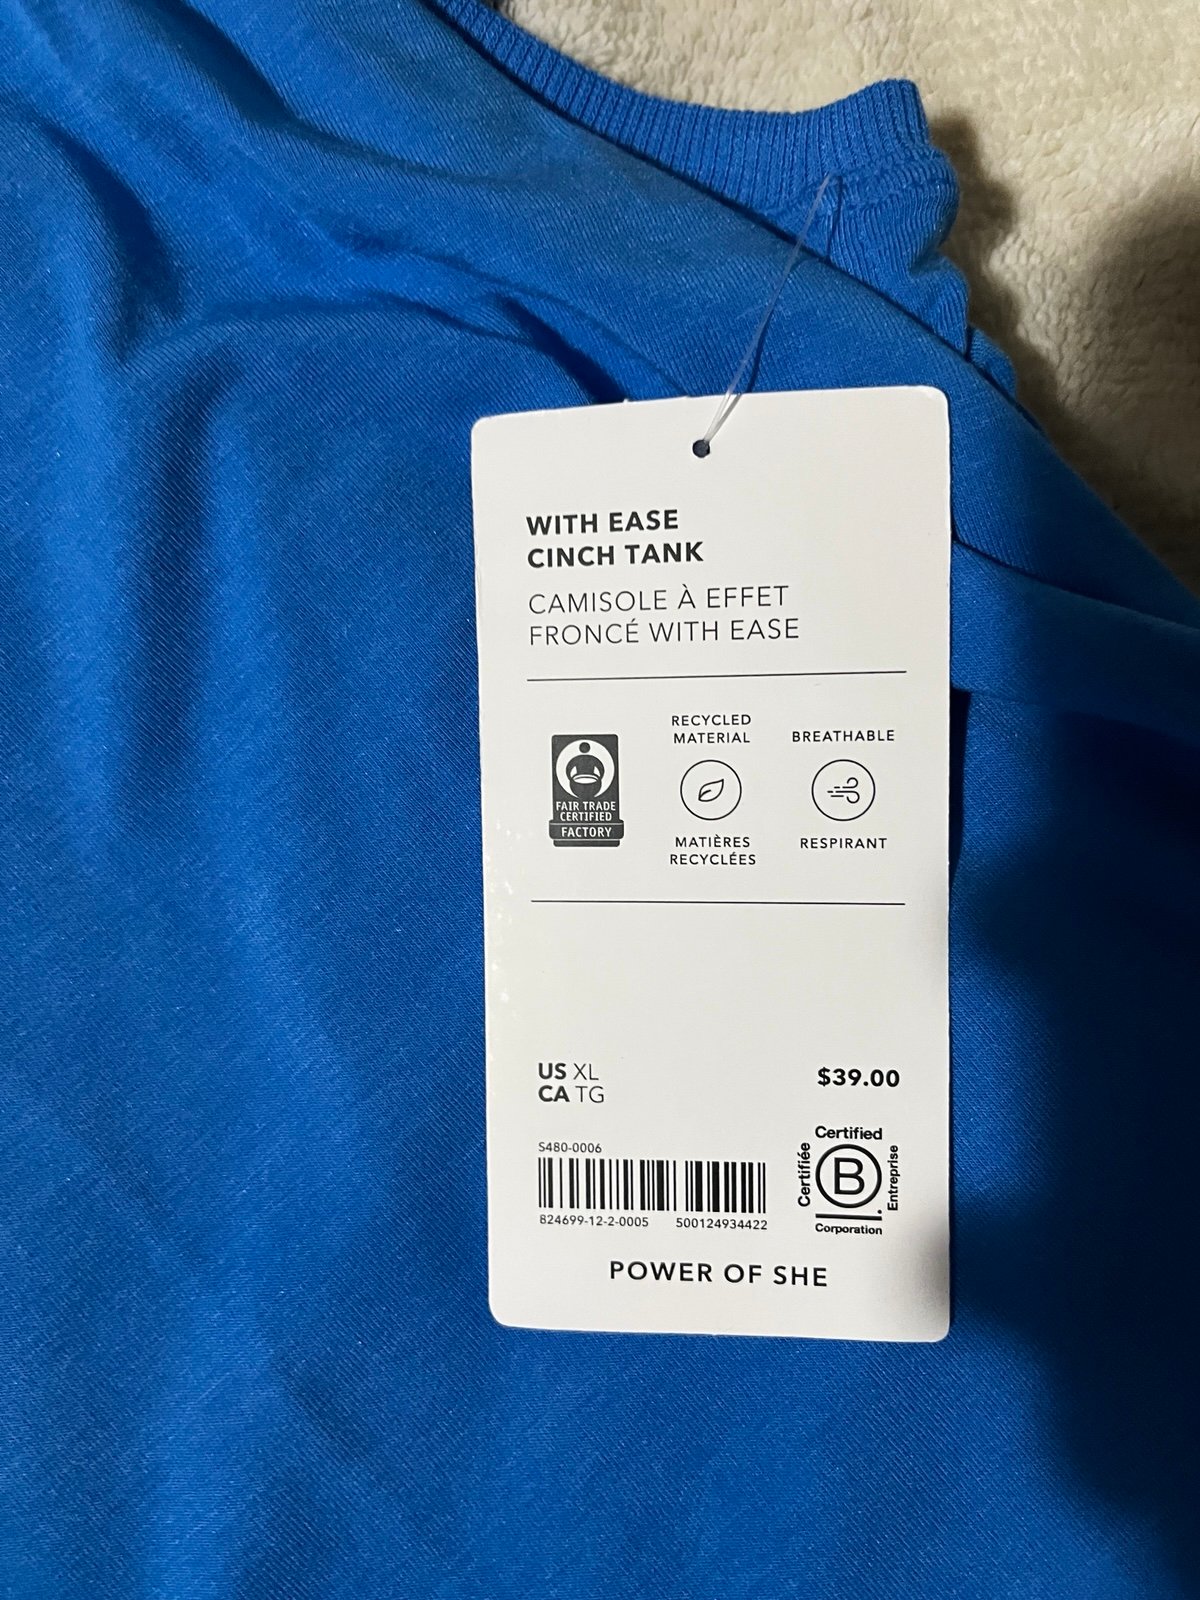 WITH EASE
CINCH TANK
CAMISOLE À EFFET
FRONCÉ WITH EASE
FAIR TRADE
CERTIFIED
FACTORY
RECYCLED
MATERIAL
MATIÈRES
RECYCLÉES
BREATHABLE
RESPIRANT
US XL
CA TG
$39.00
S480-0006
824699-12-2-0005 500124934422
Certified
Certifiée
B
Entreprise
Corporation
POWER OF SHE